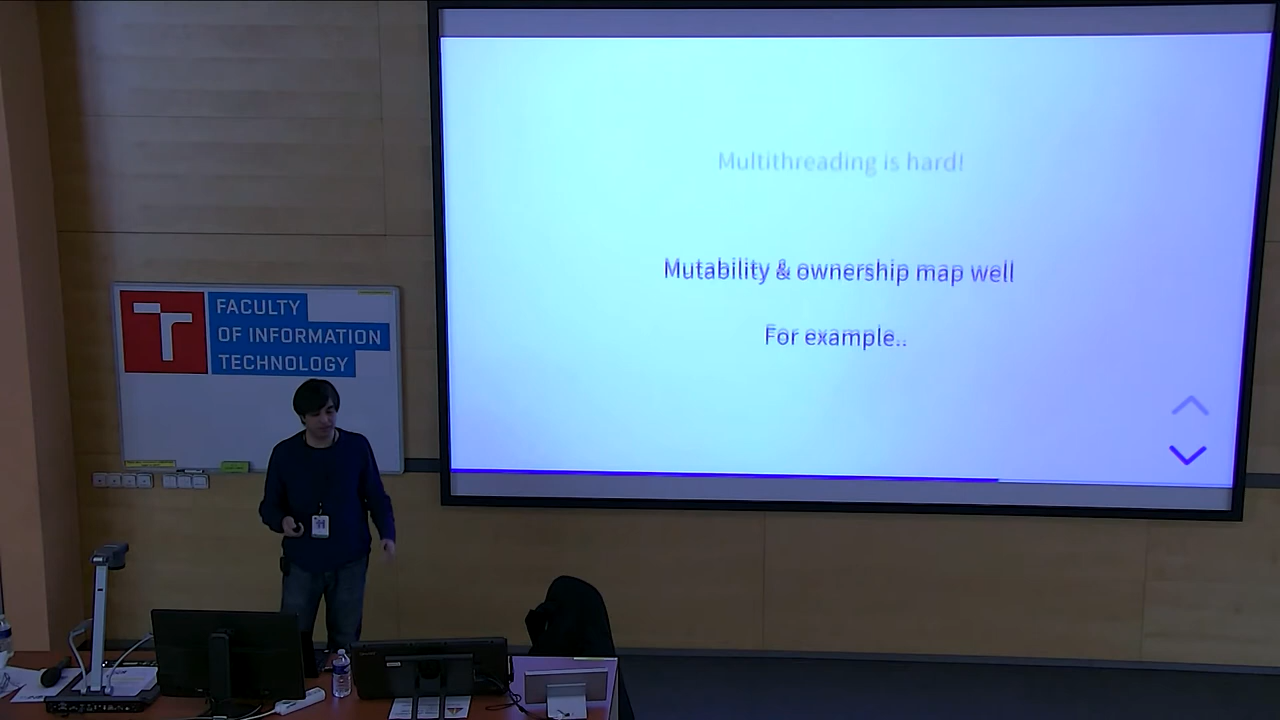 Multithreading is hard!
Mutability & ownership map well
For example..
FACULTY
OF INFORMATION
TECHNOLOGY